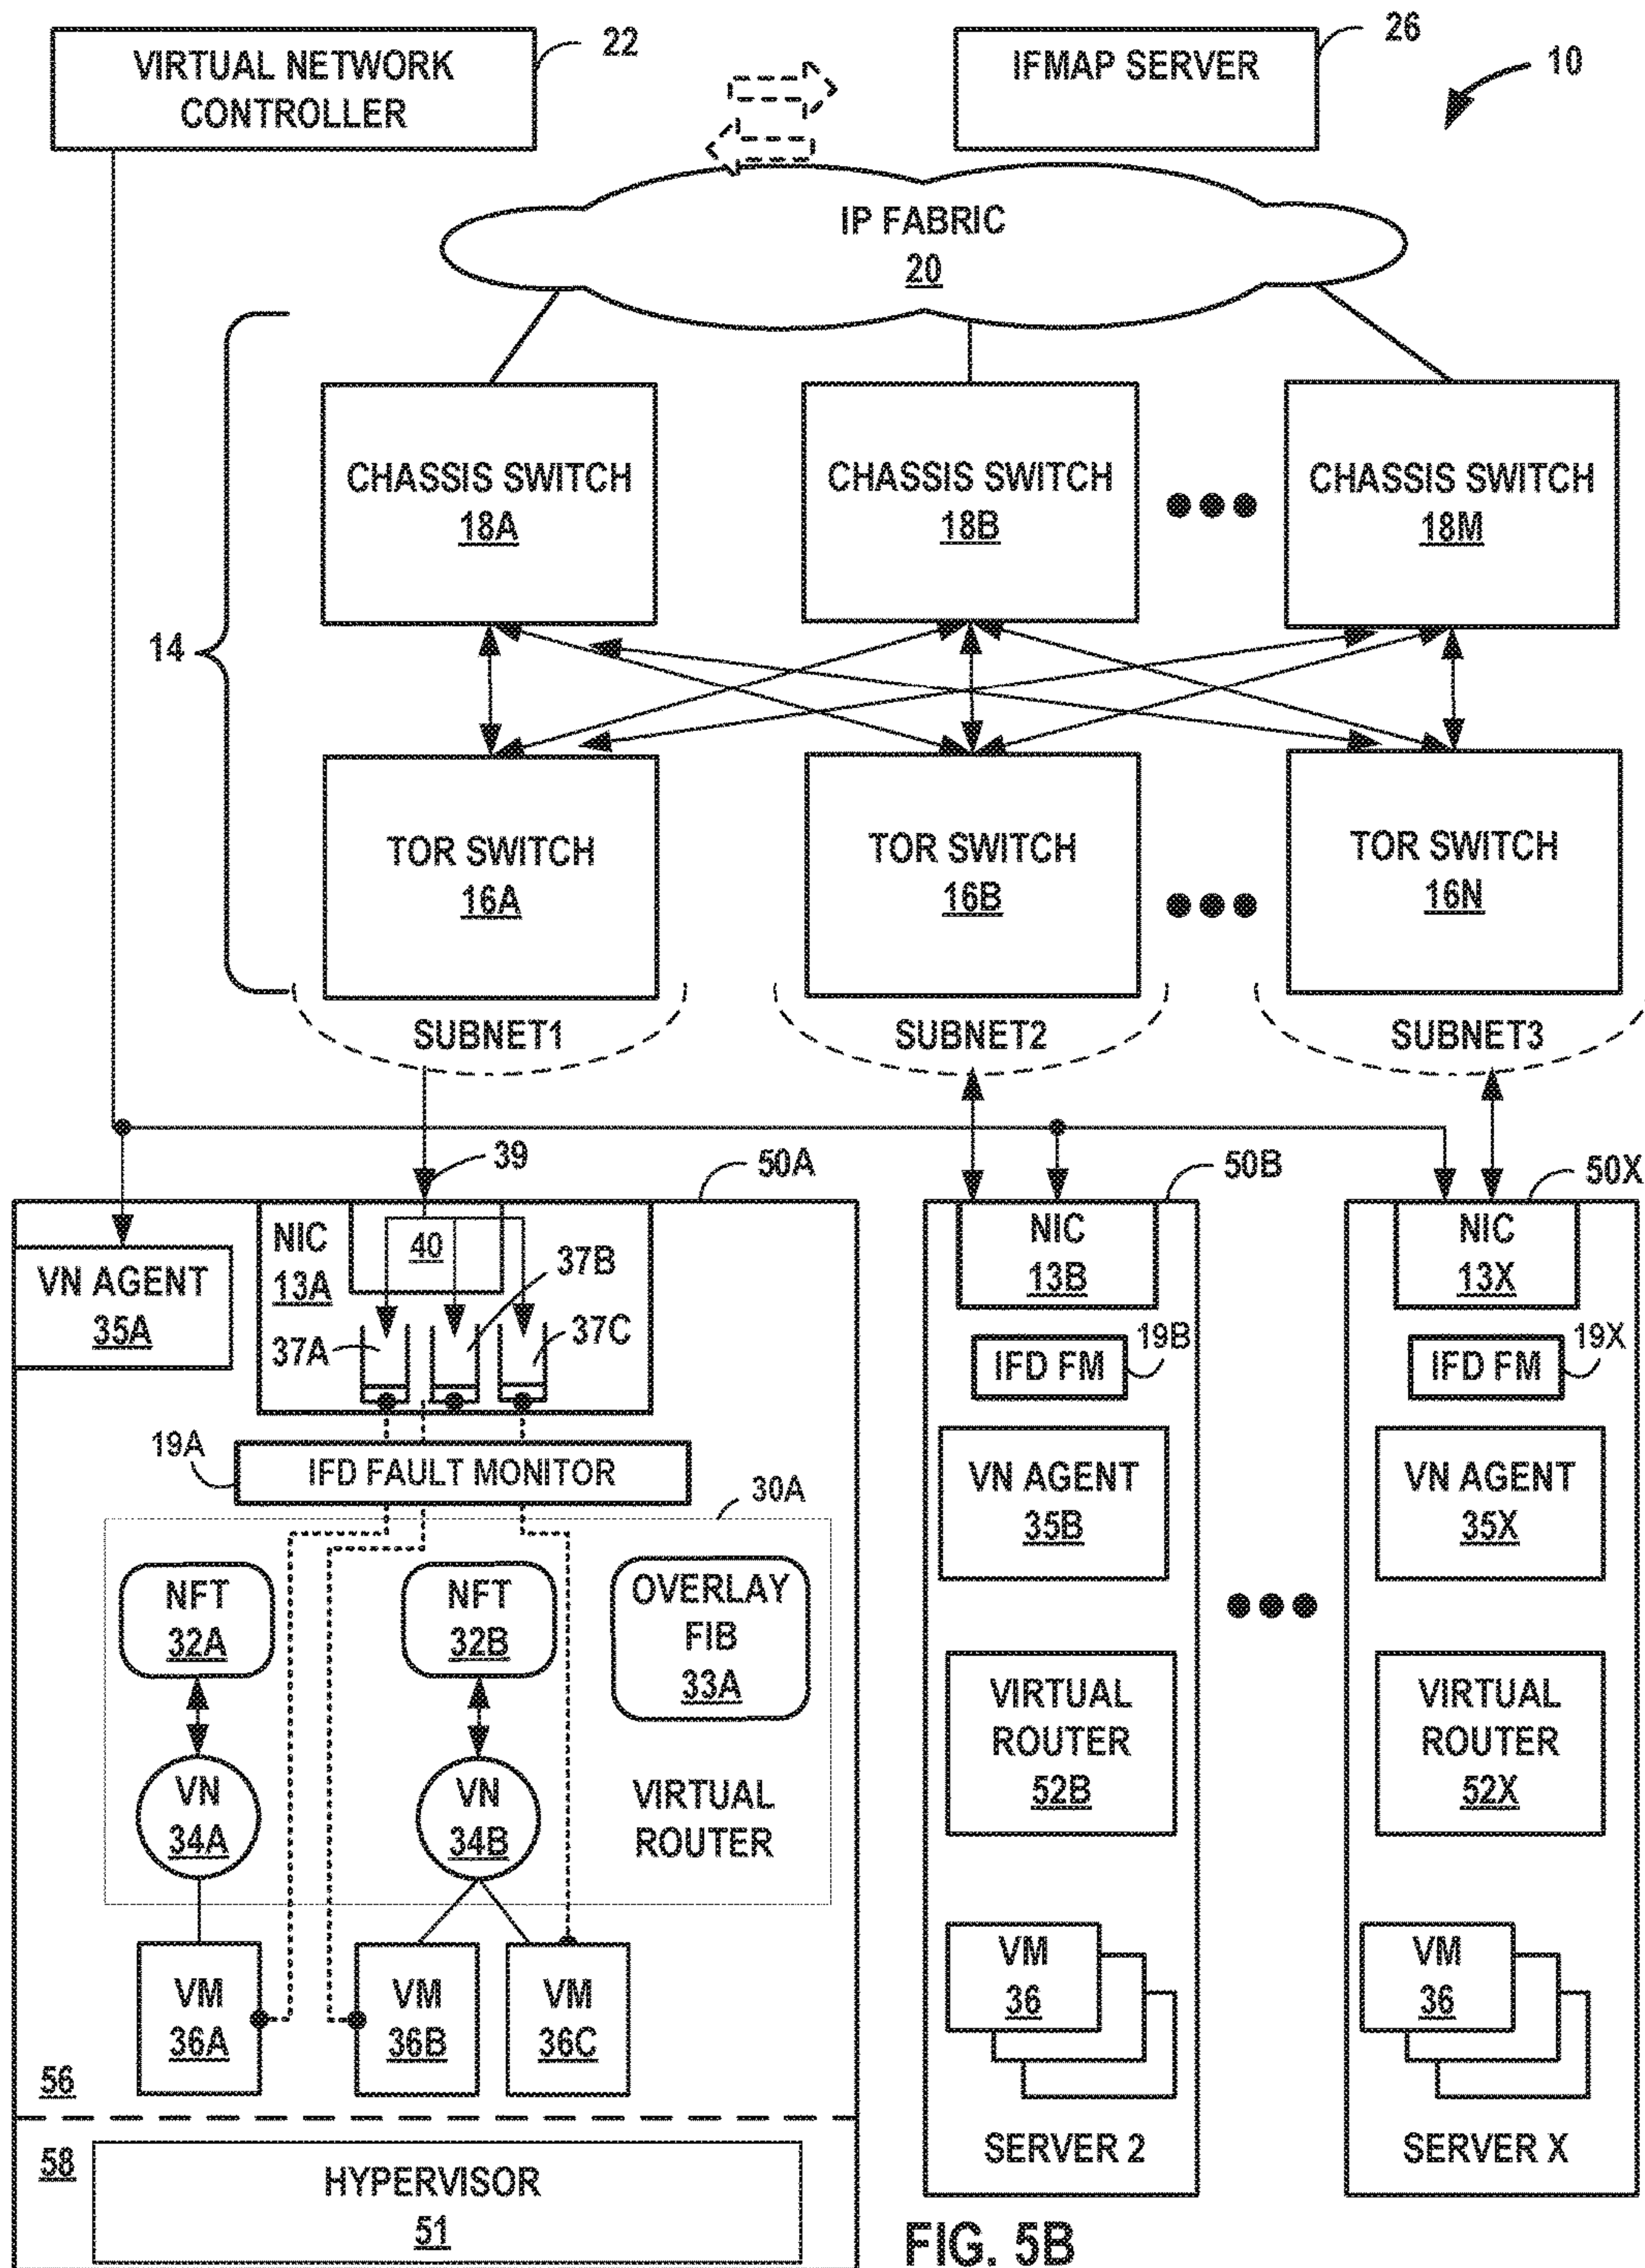 VIRTUAL NETWORK
CONTROLLER
22
IFMAP SERVER
26
10
IP FABRIC
20
14
CHASSIS SWITCH
18A
CHASSIS SWITCH
18B
CHASSIS SWITCH
18M
TOR SWITCH
16A
TOR SWITCH
16B
TOR SWITCH
16N
SUBNET1
SUBNET2
SUBNET3
39
50A
50B
50X
VN AGENT
35A
NIC
13A
40
37A
37B
37C
19A
IFD FAULT MONITOR
30A
NFT
32A
NFT
32B
OVERLAY
FIB
33A
VN
34A
VN
34B
VIRTUAL
ROUTER
VM
36A
VM
36B
VM
36C
56
58
HYPERVISOR
51
NIC
13B
19B
IFD FM
VN AGENT
35B
VIRTUAL
ROUTER
52B
VM
36
SERVER 2
NIC
13X
19X
IFD FM
VN AGENT
35X
VIRTUAL
ROUTER
52X
VM
36
SERVER X
FIG. 5B